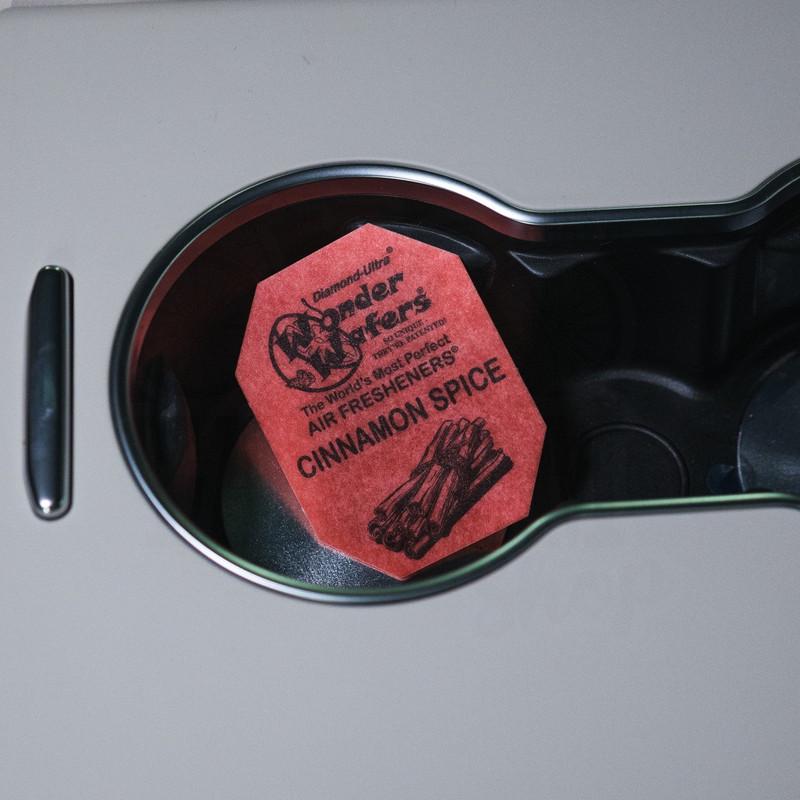 Diamond-Ultra®
Wonder
Wafers®
SO UNIQUE
THEY'RE PATENTED!
The World's Most Perfect
AIR FRESHENERS®
CINNAMON SPICE